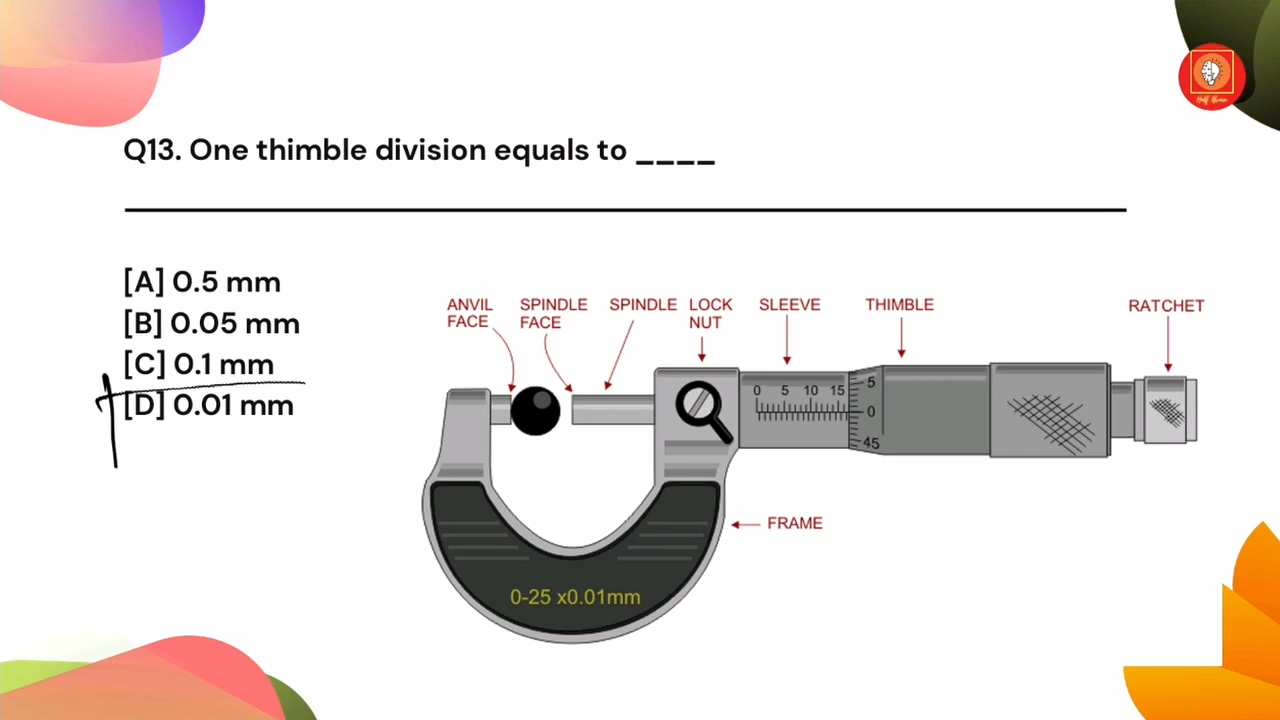 Q13. One thimble division equals to ____
[A] 0.5 mm
[B] 0.05 mm
[C] 0.1 mm
[D] 0.01 mm
ANVIL FACE
SPINDLE FACE
SPINDLE
LOCK NUT
SLEEVE
THIMBLE
RATCHET
0 5 10 15
5
0
45
FRAME
0-25 x0.01mm
Half Brain